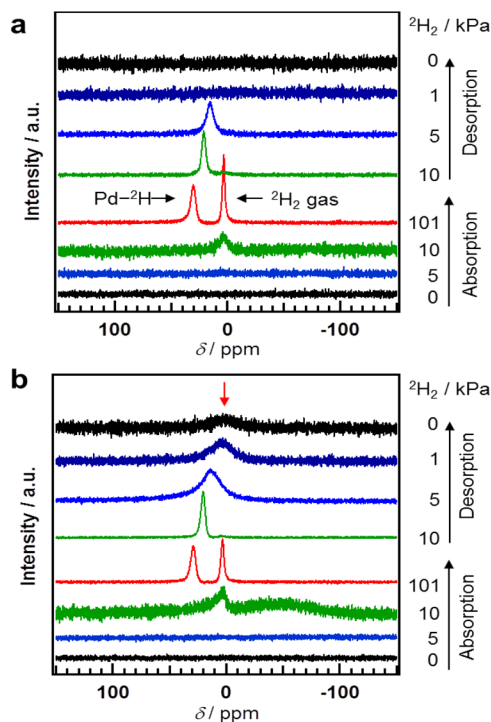 a
²H2 / kPa
0
1
5
10
Desorption
Pd–²H
²H2 gas
101
10
5
0
Absorption
Intensity / a.u.
100
0
-100
δ / ppm
b
²H2 / kPa
0
1
5
10
Desorption
101
10
5
0
Absorption
Intensity / a.u.
100
0
-100
δ / ppm